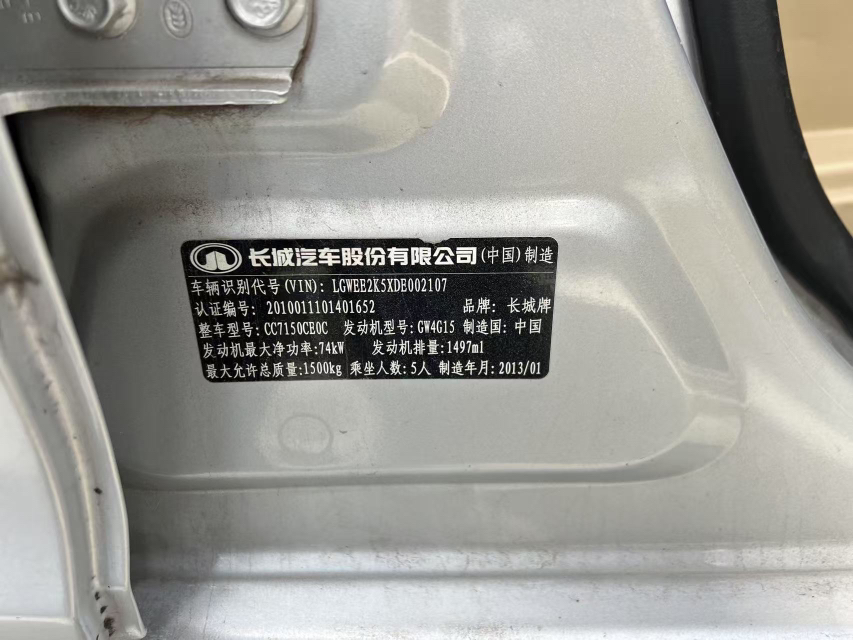 长城汽车股份有限公司(中国)制造
车辆识别代号(VIN): LGWEE2K5XDE002107
认证编号: 2010011101401652 品牌: 长城牌
整车型号: CC7150CE0C 发动机型号: GW4G15 制造国: 中国
发动机最大净功率:74kW 发动机排量:1497ml
最大允许总质量:1500kg 乘坐人数:5人 制造年月:2013/01